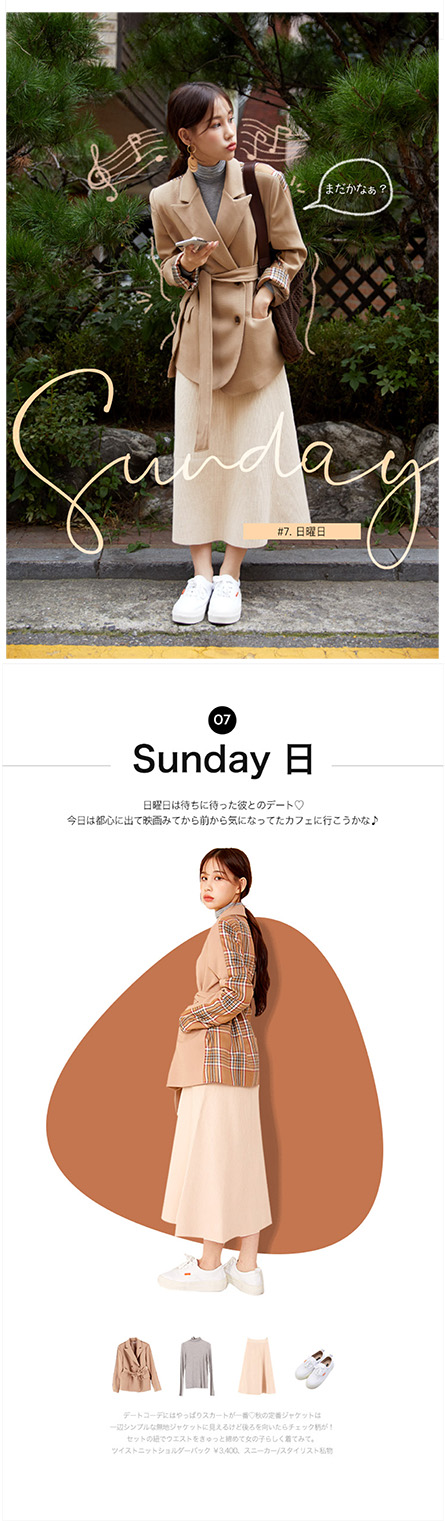 まだかなぁ？
Sunday
#7. 日曜日
07
Sunday 日
日曜日は待ちに待った彼とのデート♡
今日は都心に出て映画みてから前から気になってたカフェに行こうかな♪
デートコーデにはやっぱりスカートが一番♡秋の定番ジャケットは
一辺シンプルな無地ジャケットに見えるけど後ろを向いたらチェック柄が！
セットの紐でウエストをきゅっと締めて女の子らしく着てみて。
ツイストニットショルダーバック ¥3,400、スニーカー/スタイリスト私物